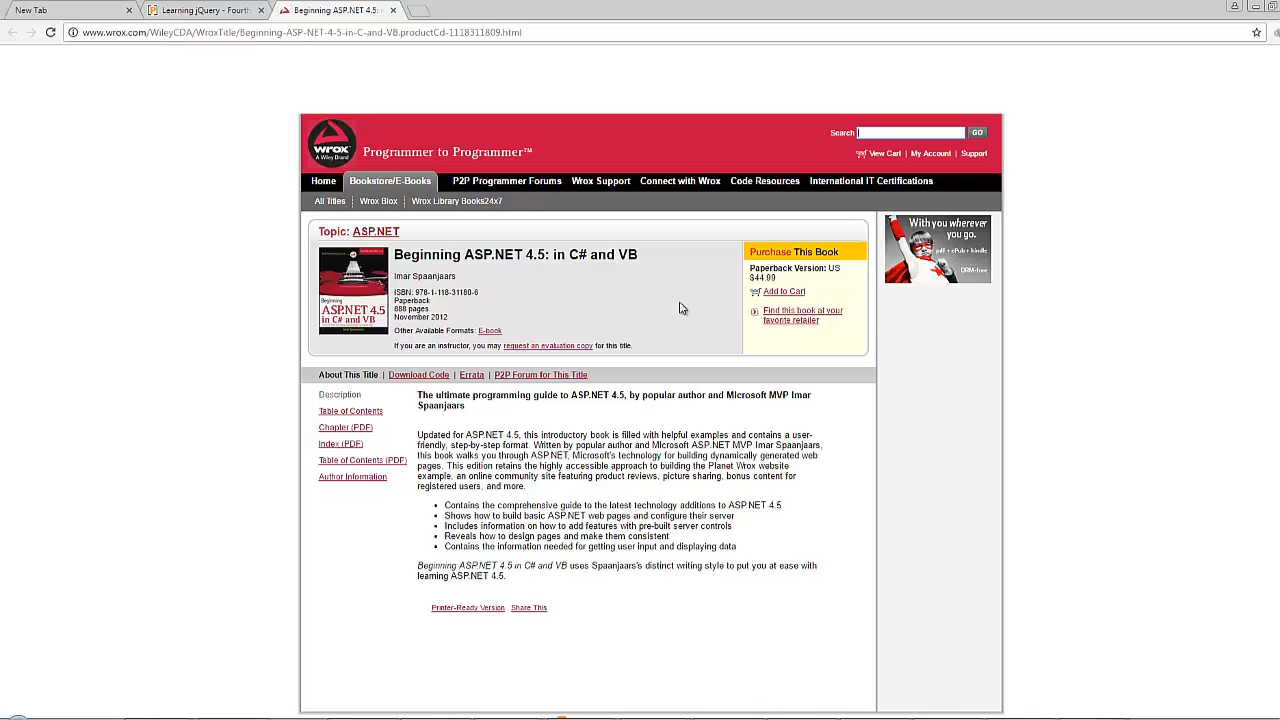 New Tab
Learning jQuery - Fourth
Beginning ASP.NET 4.5:
www.wrox.com/WileyCDA/WroxTitle/Beginning-ASP-NET-4-5-in-C-and-VB.productCd-1118311809.html
wrox
A Wiley Brand
Programmer to Programmer™
Search
GO
View Cart | My Account | Support
Home
Bookstore/E-Books
P2P Programmer Forums
Wrox Support
Connect with Wrox
Code Resources
International IT Certifications
All Titles
Wrox Blox
Wrox Library Books24x7
With you wherever
you go.
pdf • ePub • kindle
DRM-free
Topic: ASP.NET
Beginning
ASP.NET 4.5
in C# and VB
Beginning ASP.NET 4.5: in C# and VB
Imar Spaanjaars
ISBN: 978-1-118-31180-6
Paperback
888 pages
November 2012
Other Available Formats: E-book
If you are an instructor, you may request an evaluation copy for this title.
Purchase This Book
Paperback Version: US
$44.99
Add to Cart
Find this book at your
favorite retailer
About This Title | Download Code | Errata | P2P Forum for This Title
Description
Table of Contents
Chapter (PDF)
Index (PDF)
Table of Contents (PDF)
Author Information
The ultimate programming guide to ASP.NET 4.5, by popular author and Microsoft MVP Imar
Spaanjaars
Updated for ASP.NET 4.5, this introductory book is filled with helpful examples and contains a user-
friendly, step-by-step format. Written by popular author and Microsoft ASP.NET MVP Imar Spaanjaars,
this book walks you through ASP.NET, Microsoft's technology for building dynamically generated web
pages. This edition retains the highly accessible approach to building the Planet Wrox website
example, an online community site featuring product reviews, picture sharing, bonus content for
registered users, and more.
• Contains the comprehensive guide to the latest technology additions to ASP.NET 4.5
• Shows how to build basic ASP.NET web pages and configure their server
• Includes information on how to add features with pre-built server controls
• Reveals how to design pages and make them consistent
• Contains the information needed for getting user input and displaying data
Beginning ASP.NET 4.5 in C# and VB uses Spaanjaars's distinct writing style to put you at ease with
learning ASP.NET 4.5.
Printer-Ready Version
Share This